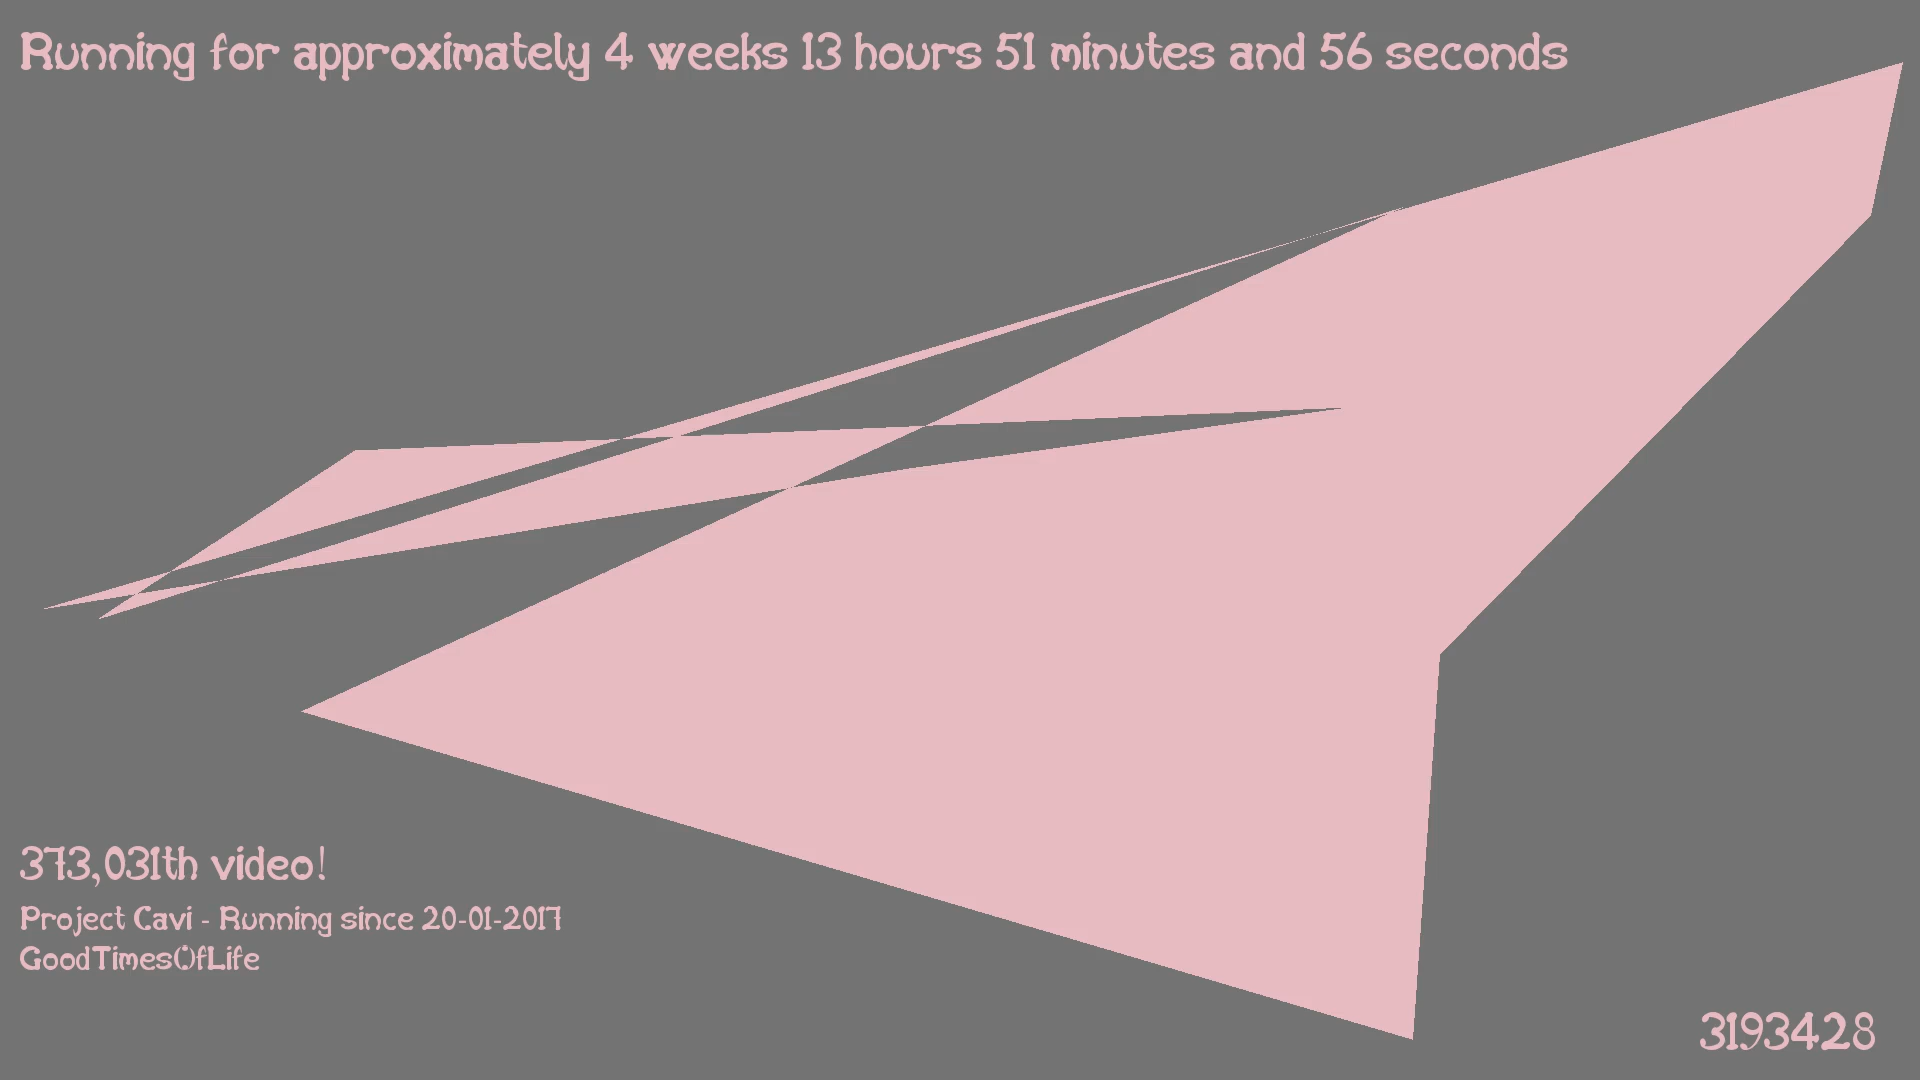 Running for approximately 4 weeks 13 hours 51 minutes and 56 seconds
373,031th video!
Project Cavi - Running since 20-01-2017
GoodTimesOfLife
3193428